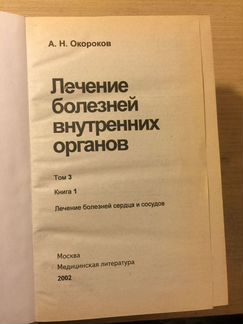 А. Н. Окороков
Лечение
болезней
внутренних
органов
Том 3
Книга 1
Лечение болезней сердца и сосудов
Москва
Медицинская литература
2002